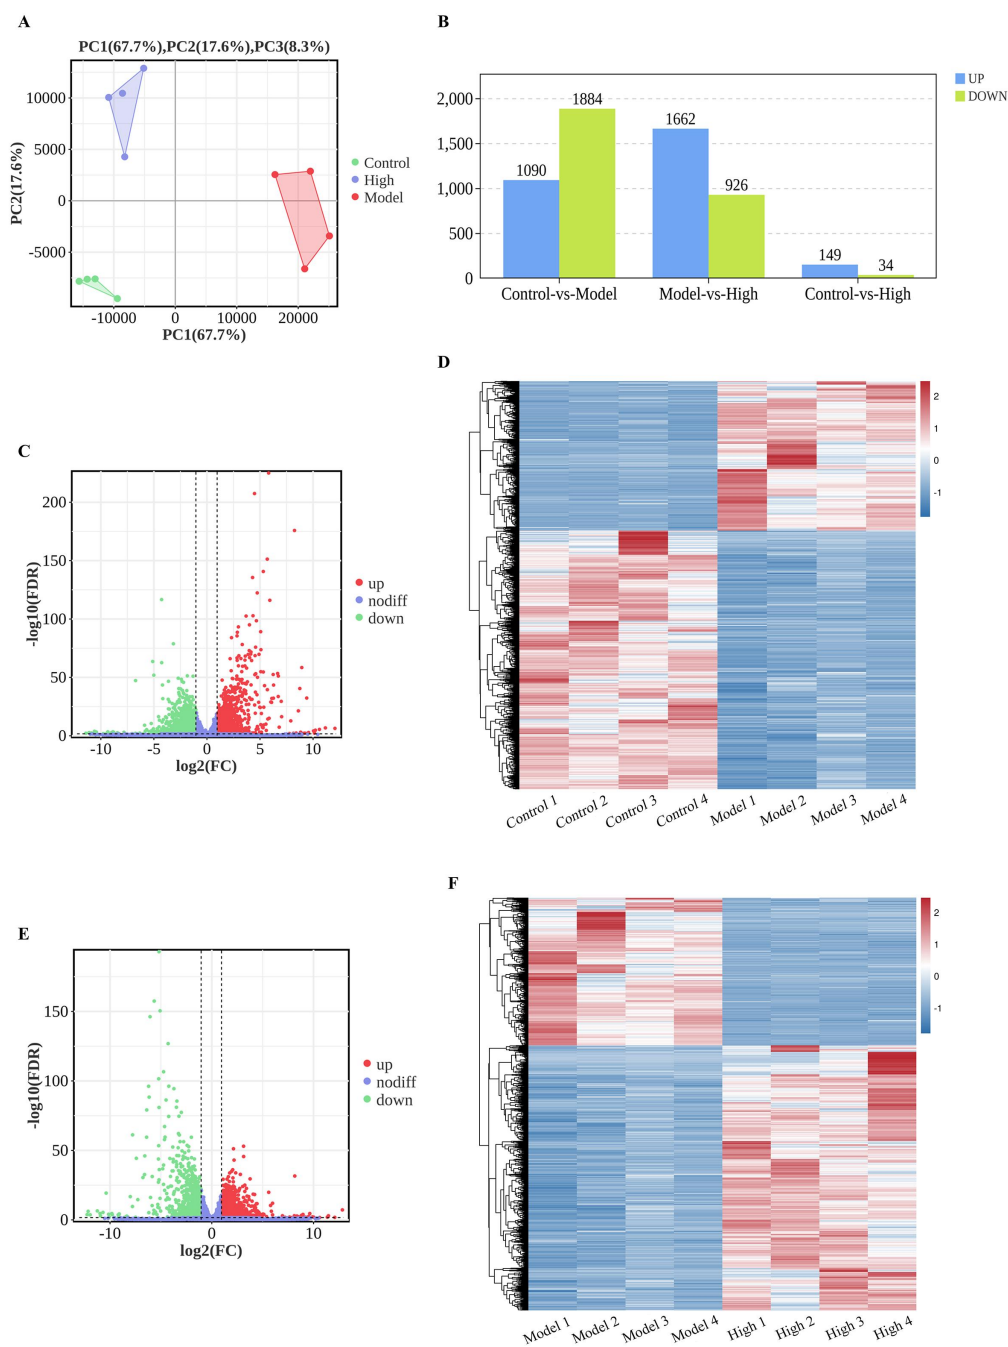 A
PC1(67.7%),PC2(17.6%),PC3(8.3%)
10000
5000
0
-5000
PC2(17.6%)
-10000 0 10000 20000
PC1(67.7%)
Control
High
Model
B
2,000
1,500
1,000
500
0
1090
1884
1662
926
149
34
Control-vs-Model Model-vs-High Control-vs-High
UP
DOWN
C
200
150
100
50
0
-log10(FDR)
-10 -5 0 5 10
log2(FC)
up
nodiff
down
D
2
1
0
-1
Control 1 Control 2 Control 3 Control 4 Model 1 Model 2 Model 3 Model 4
E
150
100
50
0
-log10(FDR)
-10 0 10
log2(FC)
up
nodiff
down
F
2
1
0
-1
Model 1 Model 2 Model 3 Model 4 High 1 High 2 High 3 High 4